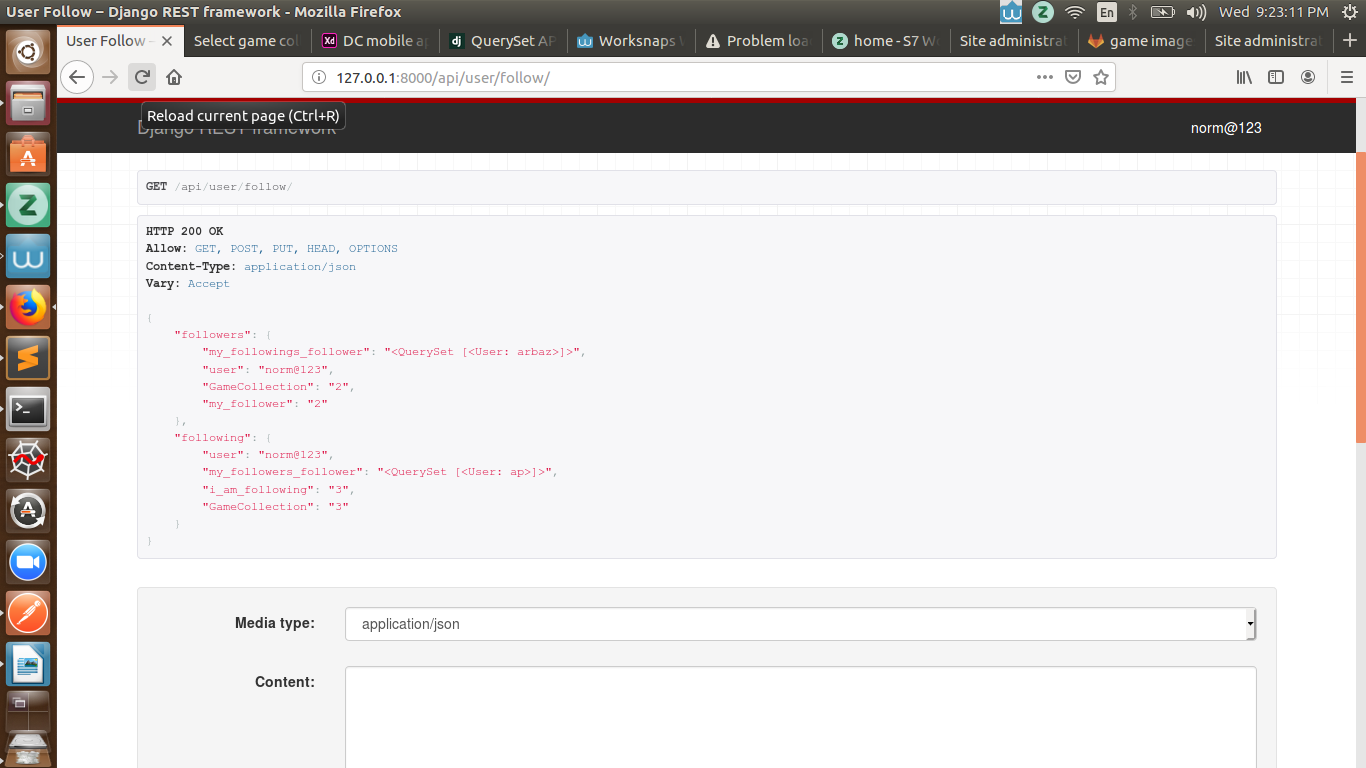 User Follow – Django REST framework - Mozilla Firefox
En
Wed 9:23:11 PM
User Follow –
Select game col
DC mobile a
QuerySet AP
Worksnaps
Problem loa
home - S7 W
Site administrat
game image
Site administrat
127.0.0.1:8000/api/user/follow/
Reload current page (Ctrl+R)
Django REST framework
norm@123
GET /api/user/follow/
HTTP 200 OK
Allow: GET, POST, PUT, HEAD, OPTIONS
Content-Type: application/json
Vary: Accept
{
"followers": {
"my_followings_follower": "<QuerySet [<User: arbaz>]>",
"user": "norm@123",
"GameCollection": "2",
"my_follower": "2"
},
"following": {
"user": "norm@123",
"my_followers_follower": "<QuerySet [<User: ap>]>",
"i_am_following": "3",
"GameCollection": "3"
}
}
Media type:
application/json
Content: